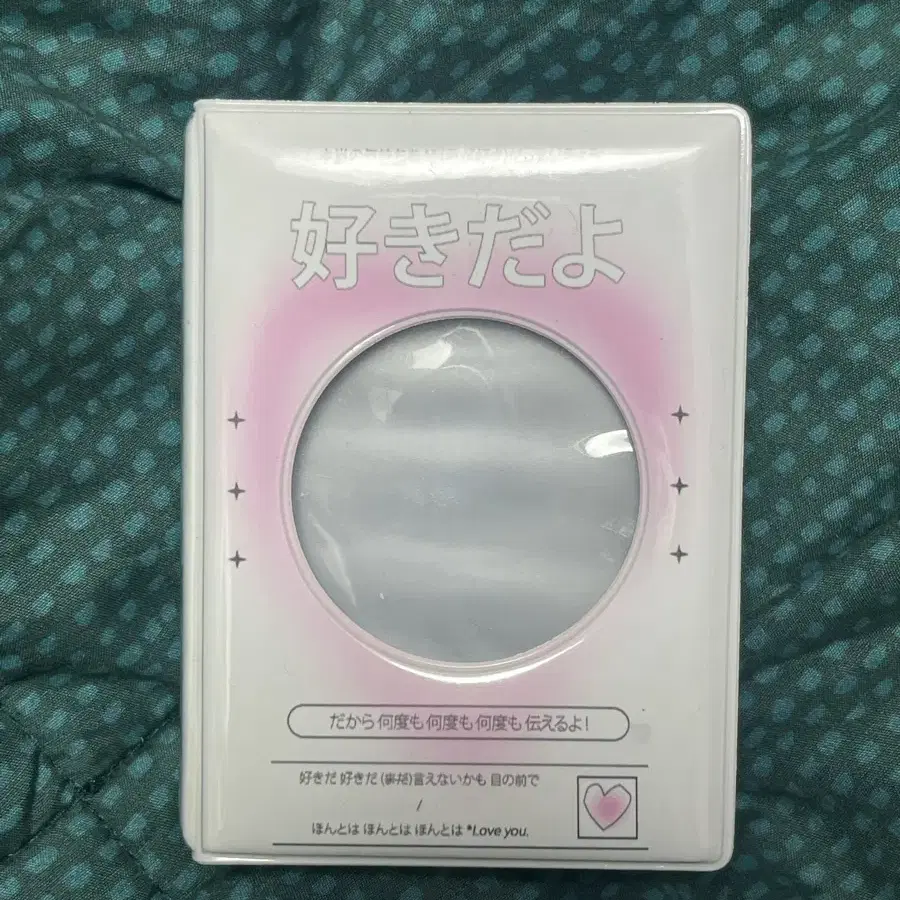 好きだよ
だから 何度も 何度も 何度も 伝えるよ!
好きだ 好きだ 言えないかも 目の前で
/
ほんとは ほんとは ほんとは *Love you.